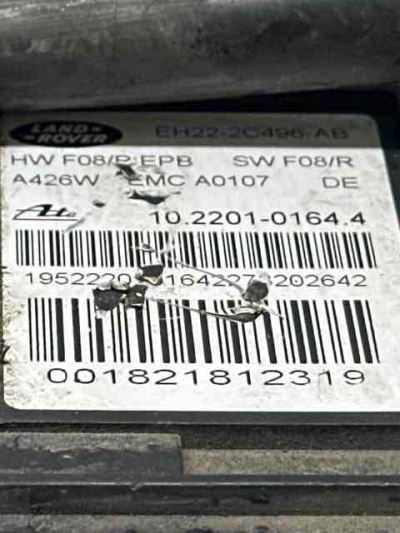 LAND-
ROVER
EH22-2C496-AB
HW F08/P EPB SW F08/R
A426W EMC A0107 DE
Ate 10.2201-0164.4
001821812319